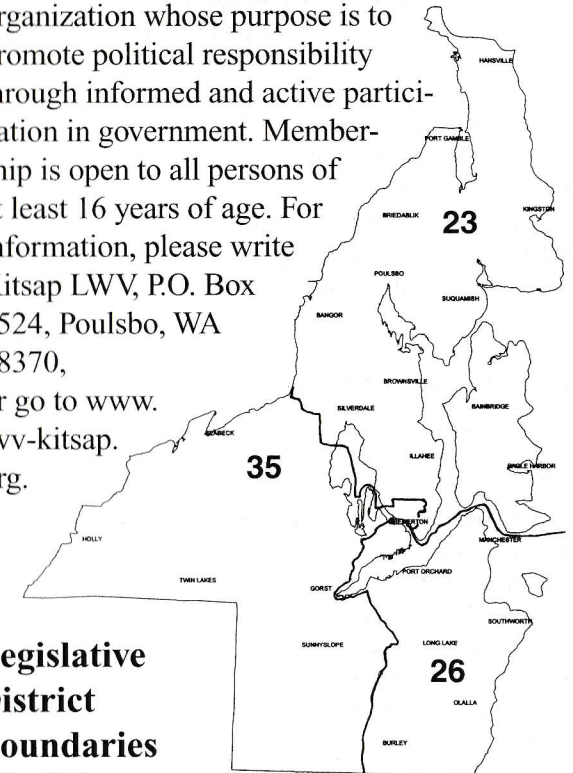 rganization whose purpose is to
romote political responsibility
hrough informed and active partici-
ation in government. Member-
hip is open to all persons of
t least 16 years of age. For
nformation, please write
itsap LWV, P.O. Box
524, Poulsbo, WA
8370,
r go to www.
vv-kitsap.
rg.
HANSVILLE
PORT GAMBLE
KINGSTON
BRIEDABLIK
23
POULSBO
SUQUAMISH
BANGOR
BROWNSVILLE
SILVERDALE
BAINBRIDGE
SEABECK
ILLAHEE
35
EAGLE HARBOR
BREMERTON
HOLLY
MANCHESTER
PORT ORCHARD
TWIN LAKES
GORST
SOUTHWORTH
SUNNYSLOPE
LONG LAKE
26
OLALLA
BURLEY
egislative
istrict
oundaries